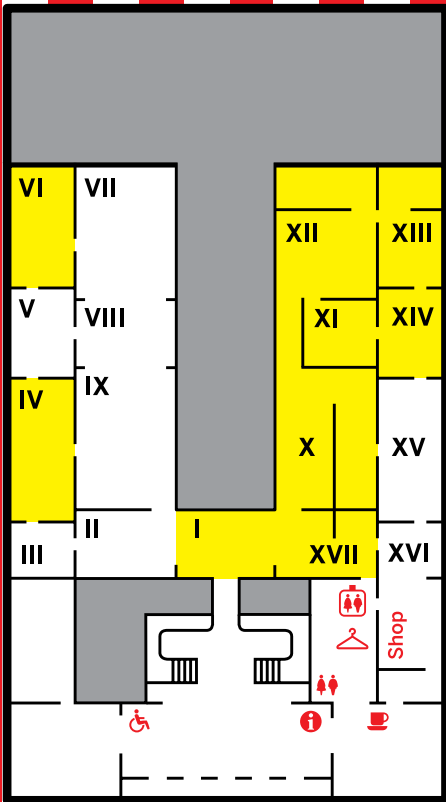 VI VII XII XIII
V VIII XI XIV
IV IX X XV
III II I XVII XVI
Shop
i